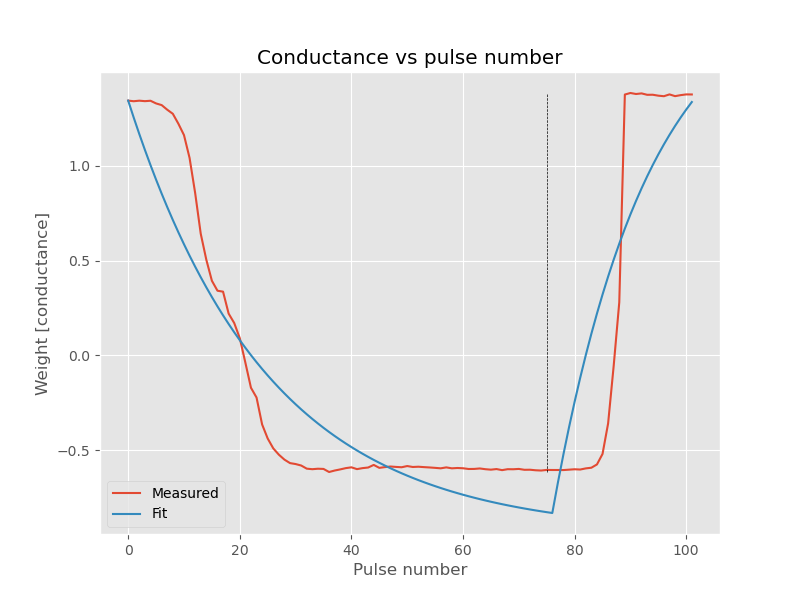 Conductance vs pulse number
Weight [conductance]
1.0
0.5
0.0
−0.5
Measured
Fit
0 20 40 60 80 100
Pulse number